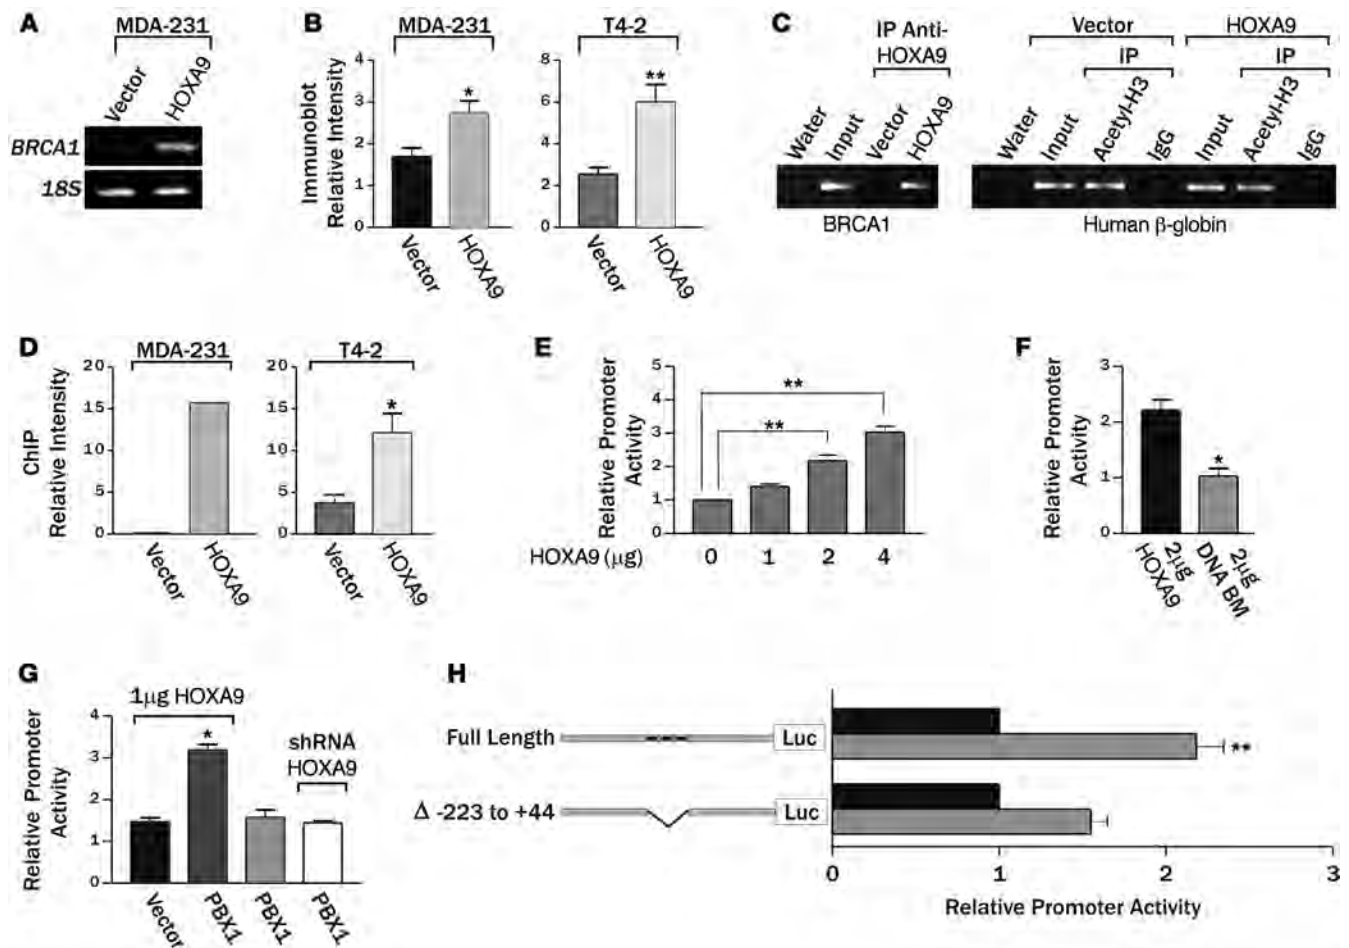 A
MDA-231
Vector
HOXA9
BRCA1
18S
B
MDA-231
T4-2
Immunoblot
Relative Intensity
4
3
2
1
0
*
Vector
HOXA9
8
6
4
2
0
**
Vector
HOXA9
C
IP Anti-
HOXA9
Vector
HOXA9
IP
IP
Water
Input
Vector
HOXA9
Water
Input
Acetyl-H3
IgG
Input
Acetyl-H3
IgG
BRCA1
Human β-globin
D
MDA-231
T4-2
ChIP
Relative Intensity
20
15
10
5
0
Vector
HOXA9
20
15
10
5
0
*
Vector
HOXA9
E
Relative Promoter
Activity
5
4
3
2
1
0
**
**
HOXA9 (μg) 0 1 2 4
F
Relative Promoter
Activity
3
2
1
0
*
2μg
HOXA9
2μg
DNA BM
G
1μg HOXA9
Relative Promoter
Activity
4
3
2
1
0
*
shRNA
HOXA9
Vector
PBX1
PBX1
PBX1
H
Full Length
Luc
**
Δ -223 to +44
Luc
0 1 2 3
Relative Promoter Activity